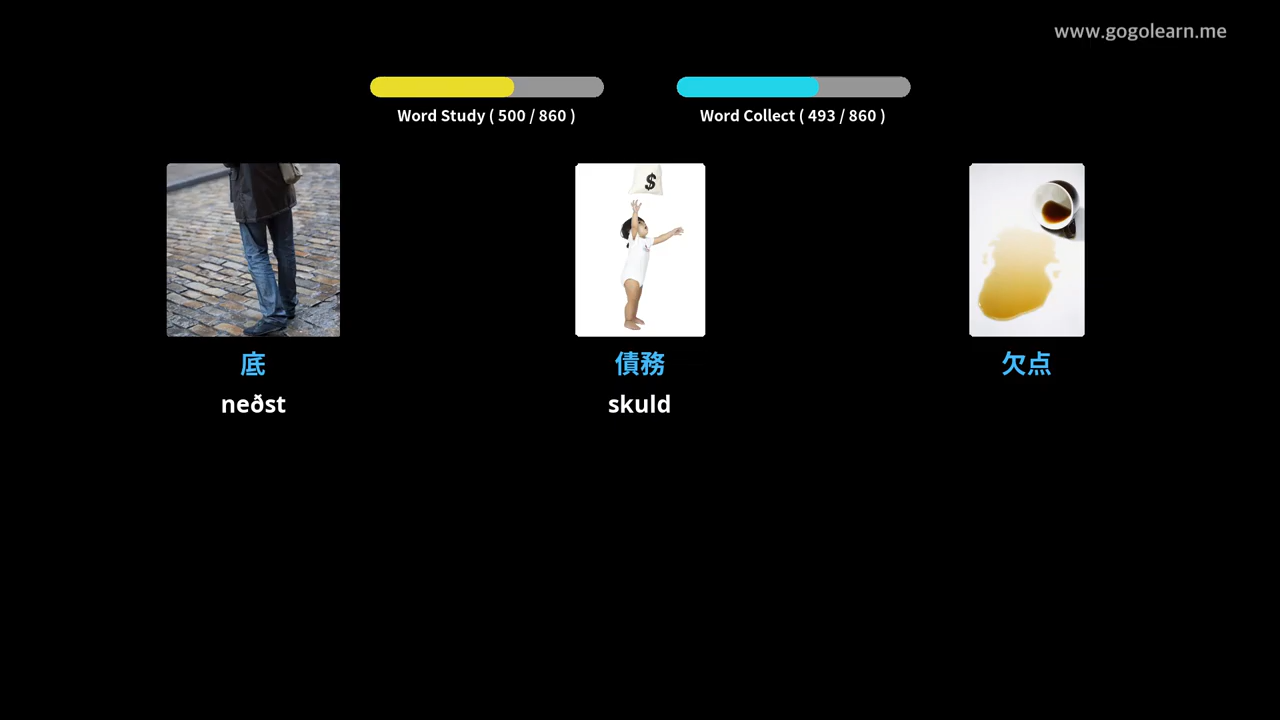 www.gogolearn.me
Word Study ( 500 / 860 )
Word Collect ( 493 / 860 )
$
底
債務
欠点
neðst
skuld